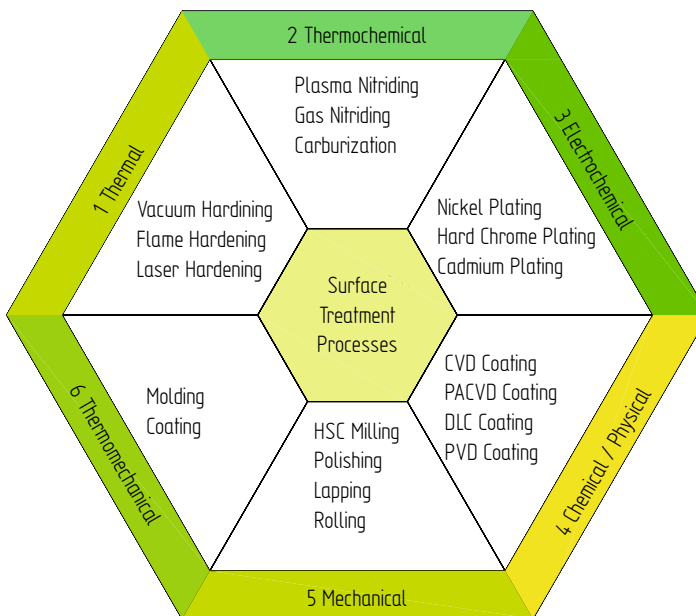 2 Thermochemical
Plasma Nitriding
Gas Nitriding
Carburization
1 Thermal
Vacuum Hardining
Flame Hardening
Laser Hardening
3 Electrochemical
Nickel Plating
Hard Chrome Plating
Cadmium Plating
Surface
Treatment
Processes
6 Thermomechanical
Molding
Coating
CVD Coating
PACVD Coating
DLC Coating
PVD Coating
4 Chemical / Physical
HSC Milling
Polishing
Lapping
Rolling
5 Mechanical